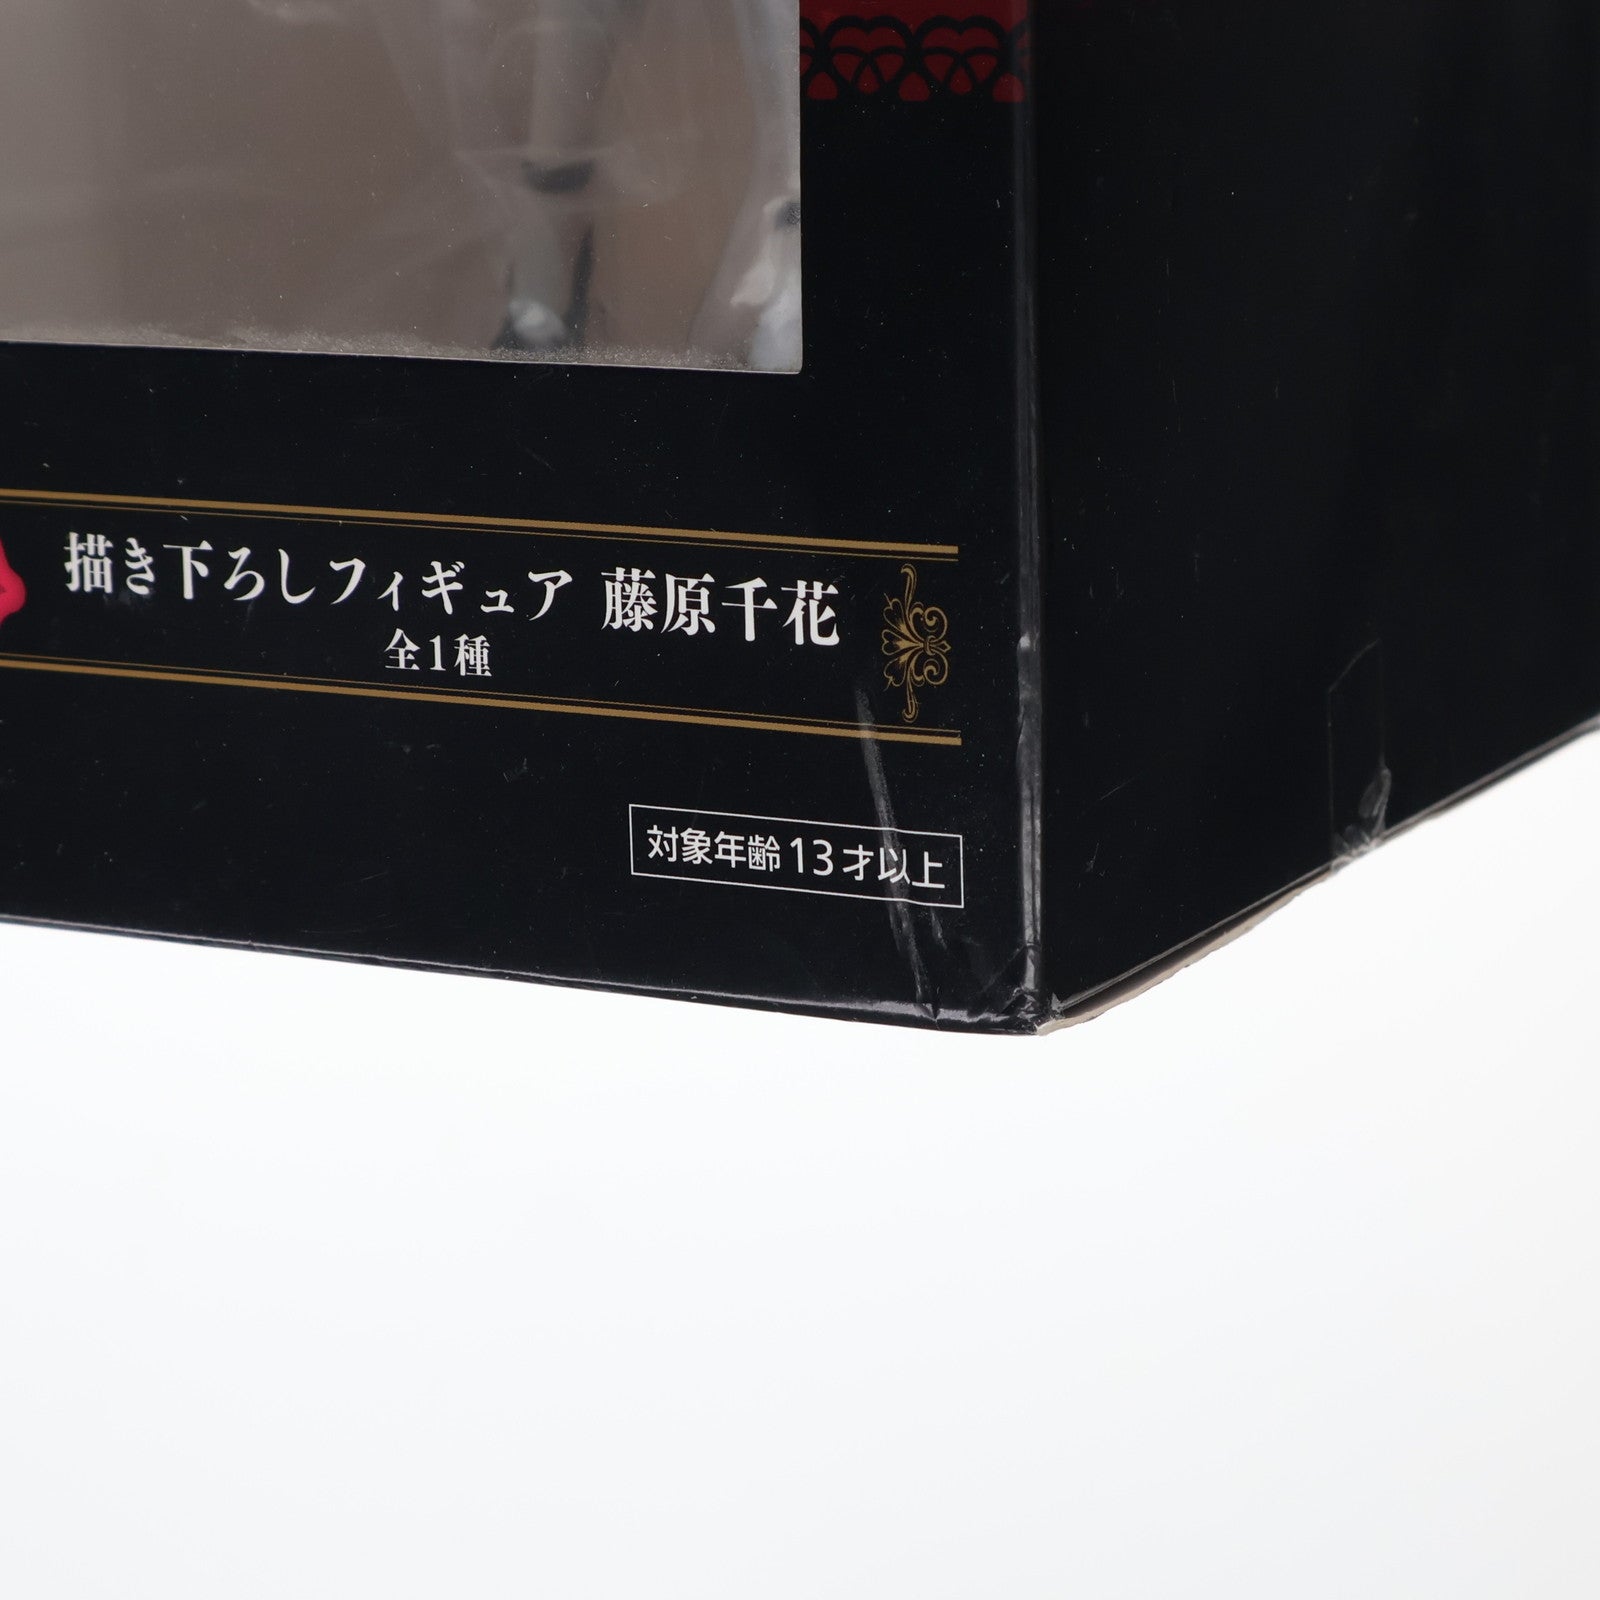 描き下ろしフィギュア 藤原千花
全1種
対象年齢13才以上